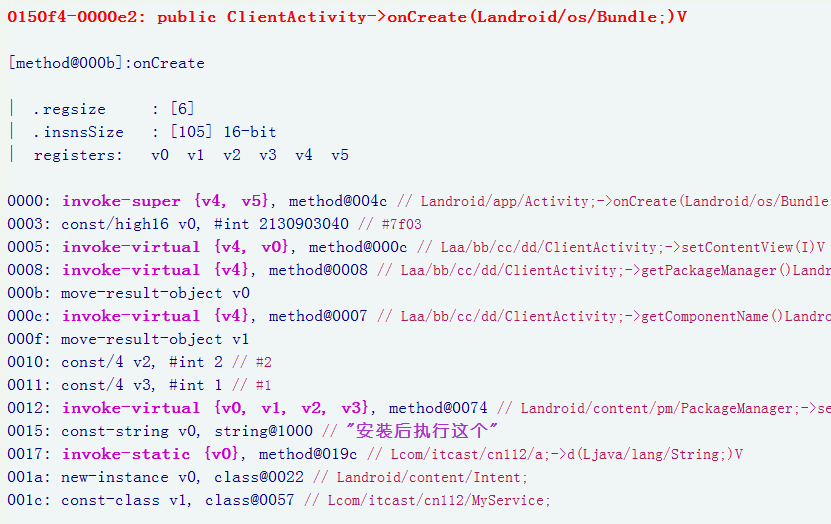 0150f4-0000e2: public ClientActivity->onCreate(Landroid/os/Bundle;)V
[method@000b]:onCreate
| .regsize : [6]
| .insnsSize : [105] 16-bit
| registers: v0 v1 v2 v3 v4 v5
0000: invoke-super {v4, v5}, method@004c // Landroid/app/Activity;->onCreate(Landroid/os/Bundle
0003: const/high16 v0, #int 2130903040 // #7f03
0005: invoke-virtual {v4, v0}, method@000c // Laa/bb/cc/dd/ClientActivity;->setContentView(I)V
0008: invoke-virtual {v4}, method@0008 // Laa/bb/cc/dd/ClientActivity;->getPackageManager()Landr
000b: move-result-object v0
000c: invoke-virtual {v4}, method@0007 // Laa/bb/cc/dd/ClientActivity;->getComponentName()Landro
000f: move-result-object v1
0010: const/4 v2, #int 2 // #2
0011: const/4 v3, #int 1 // #1
0012: invoke-virtual {v0, v1, v2, v3}, method@0074 // Landroid/content/pm/PackageManager;->se
0015: const-string v0, string@1000 // "安装后执行这个"
0017: invoke-static {v0}, method@019c // Lcom/itcast/cn112/a;->d(Ljava/lang/String;)V
001a: new-instance v0, class@0022 // Landroid/content/Intent;
001c: const-class v1, class@0057 // Lcom/itcast/cn112/MyService;